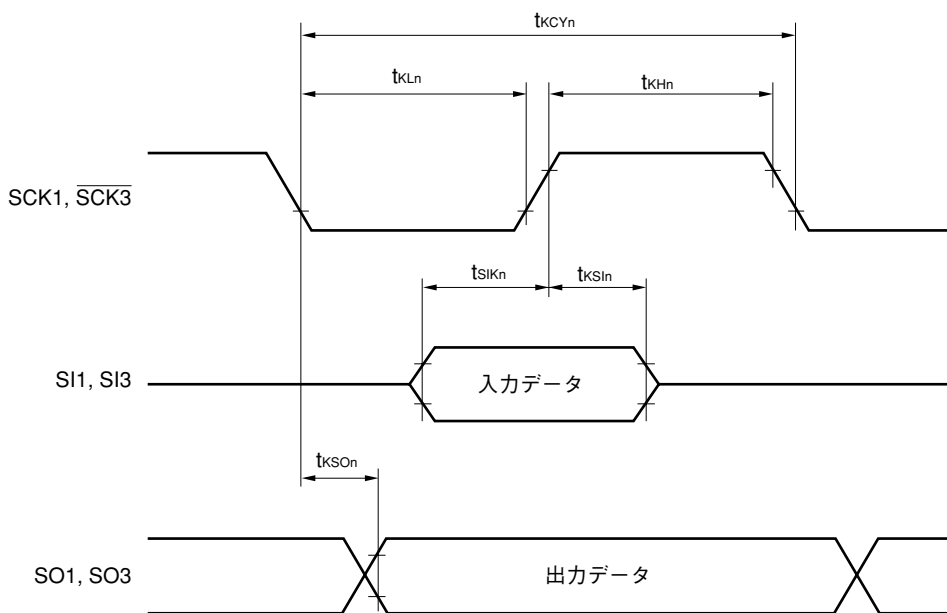 tKCYn
tKLn
tKHn
SCK1, S̅C̅K̅3̅
tSIKn
tKSIn
SI1, SI3
入力データ
tKSOn
SO1, SO3
出力データ